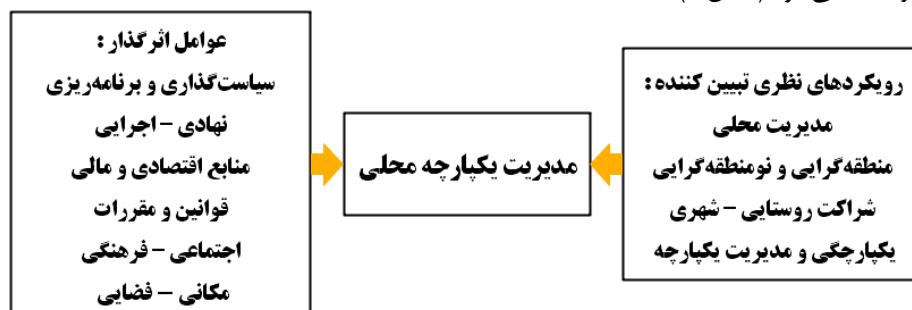 رویکردهای نظری تبیین کننده :
مدیریت محلی
منطقه‌گرایی و نومنطقه‌گرایی
شراکت روستایی – شهری
یکپارچگی و مدیریت یکپارچه
مدیریت یکپارچه محلی
عوامل اثرگذار :
سیاست‌گذاری و برنامه‌ریزی
نهادی – اجرایی
منابع اقتصادی و مالی
قوانین و مقررات
اجتماعی – فرهنگی
مکانی – فضایی